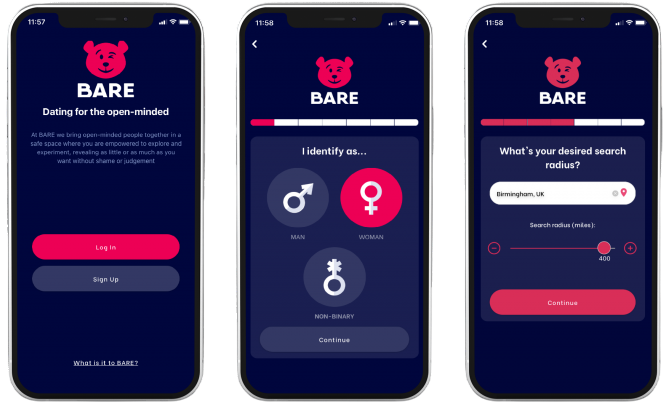 11:57
BARE
Dating for the open-minded
At BARE we bring open-minded people together in a
safe space where you are empowered to explore and
experiment, revealing as little or as much as you
want without shame or judgement
Log In
Sign Up
What is it to BARE?
11:58
BARE
I identify as...
MAN
WOMAN
NON-BINARY
Continue
11:58
BARE
What's your desired search
radius?
Birmingham, UK
Search radius (miles):
400
Continue